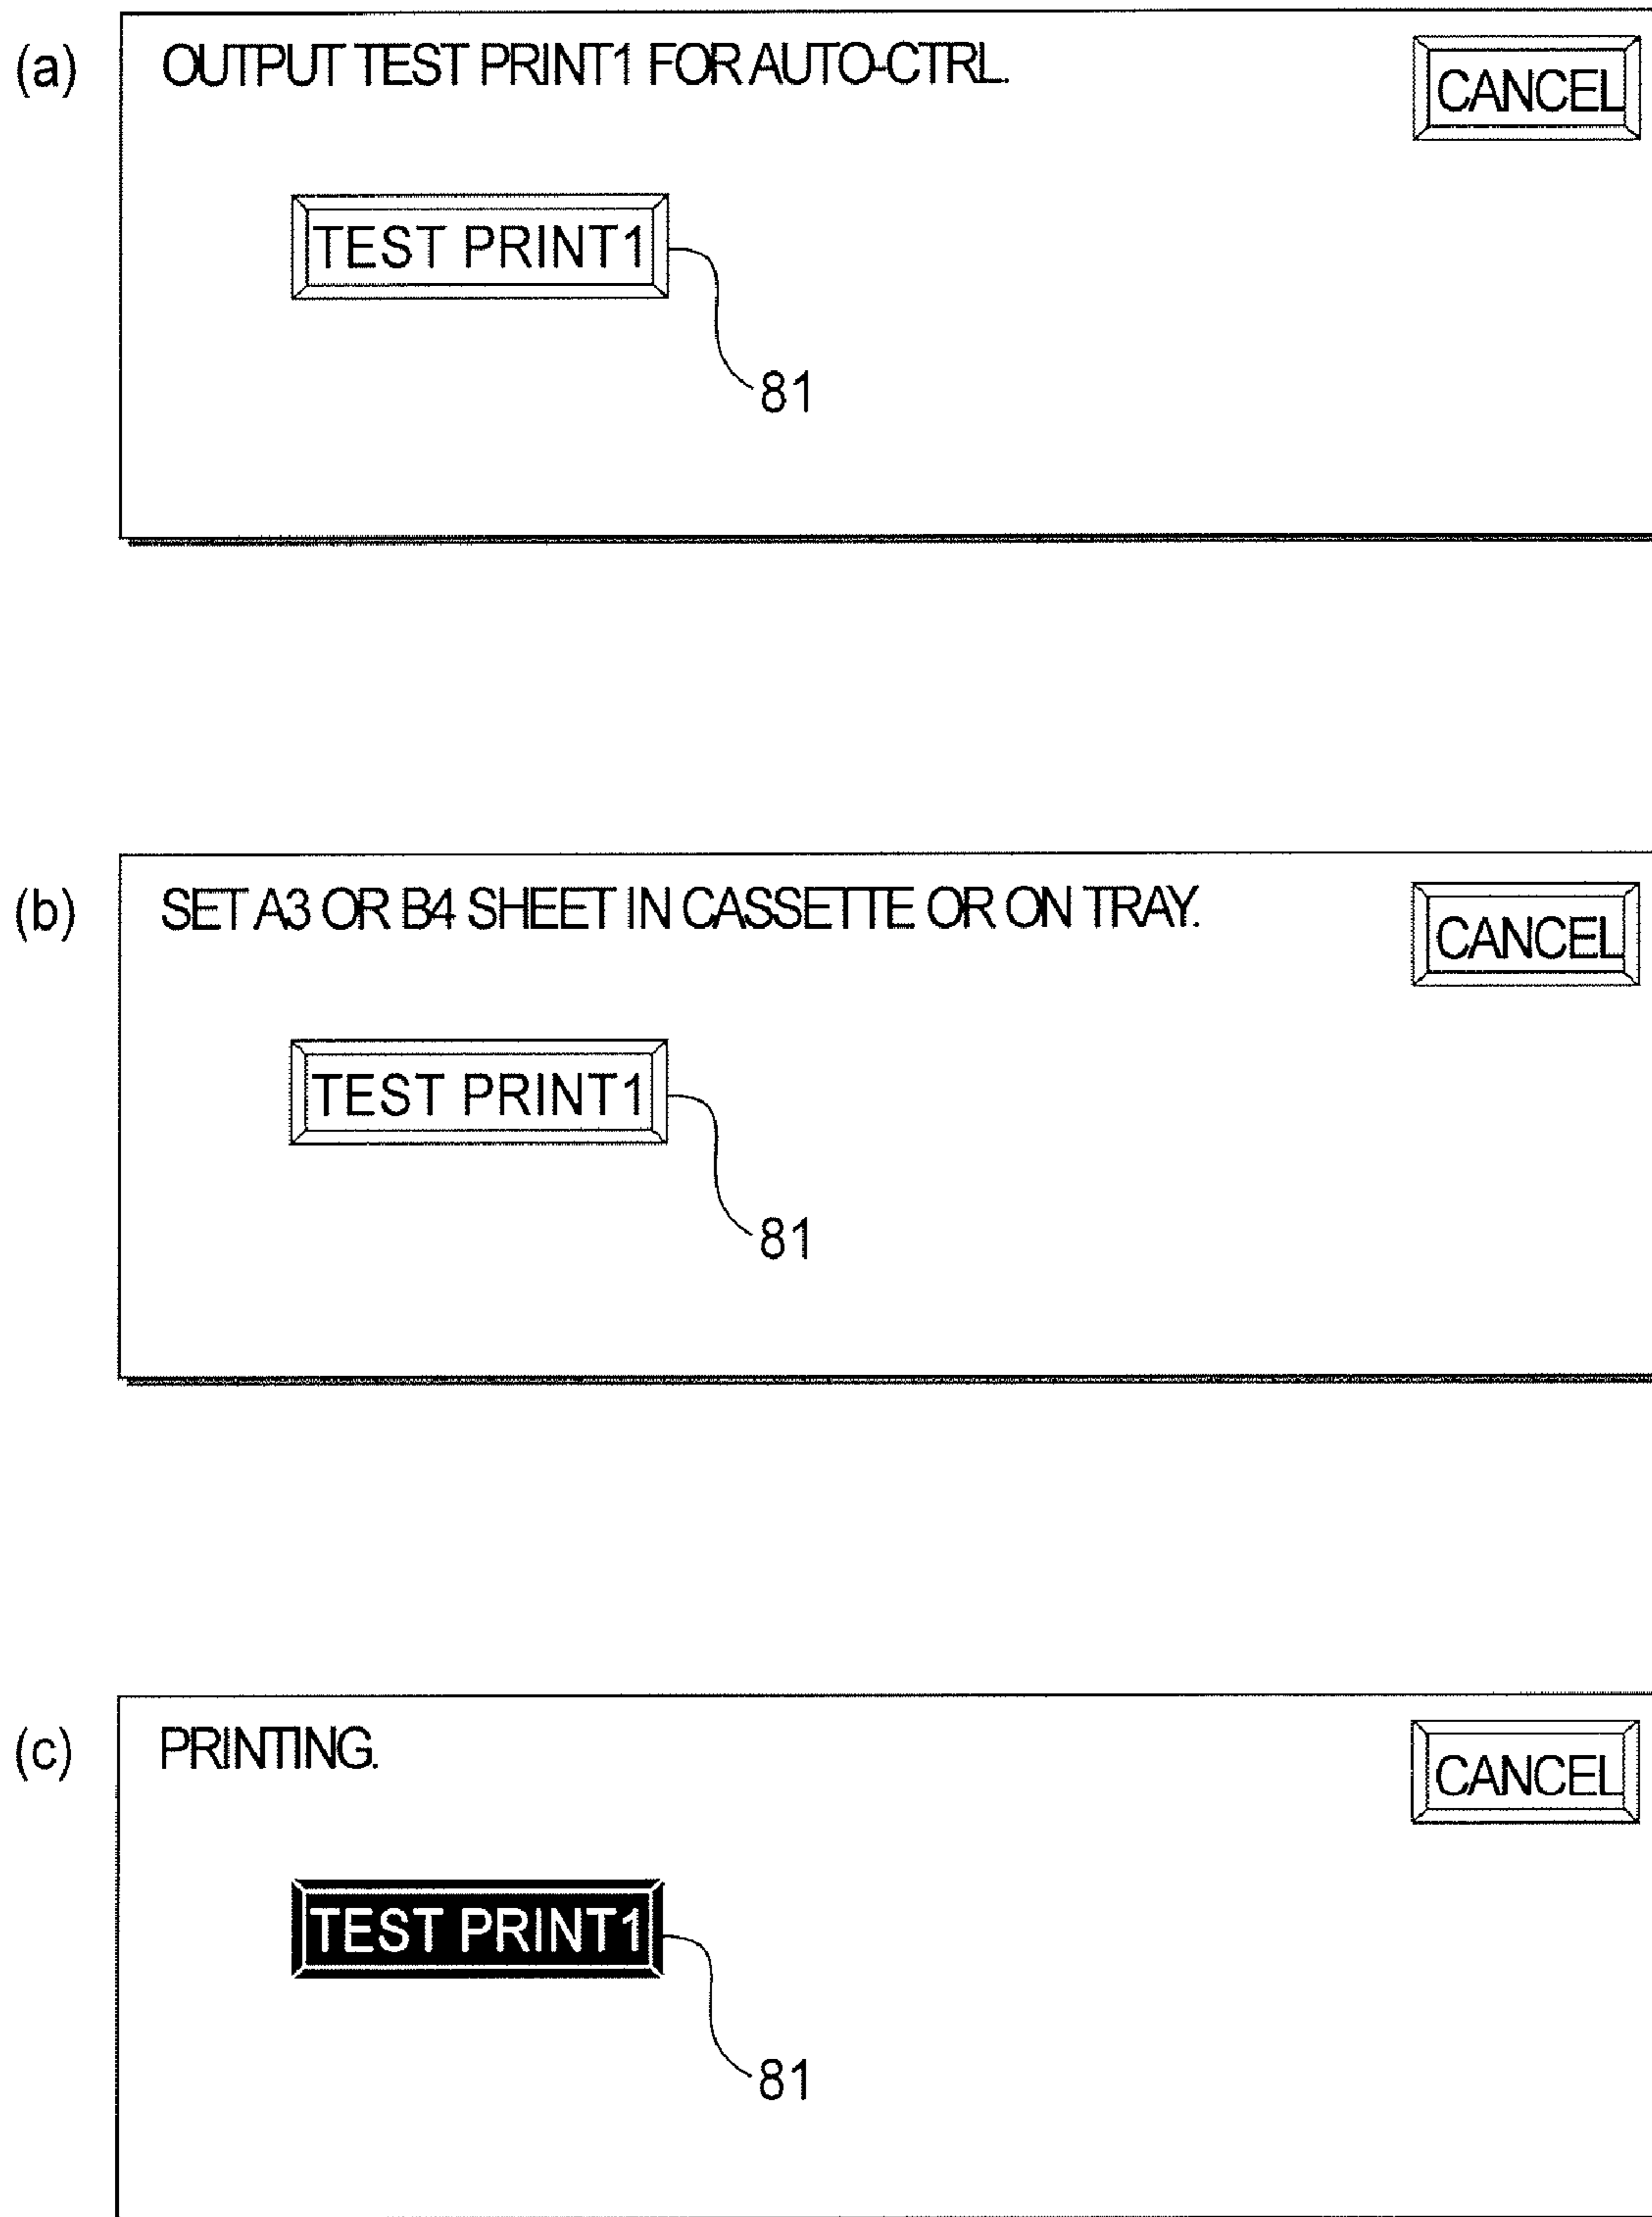 (a) OUTPUT TEST PRINT1 FOR AUTO-CTRL. CANCEL
TEST PRINT1
81
(b) SET A3 OR B4 SHEET IN CASSETTE OR ON TRAY. CANCEL
TEST PRINT1
81
(c) PRINTING. CANCEL
TEST PRINT1
81